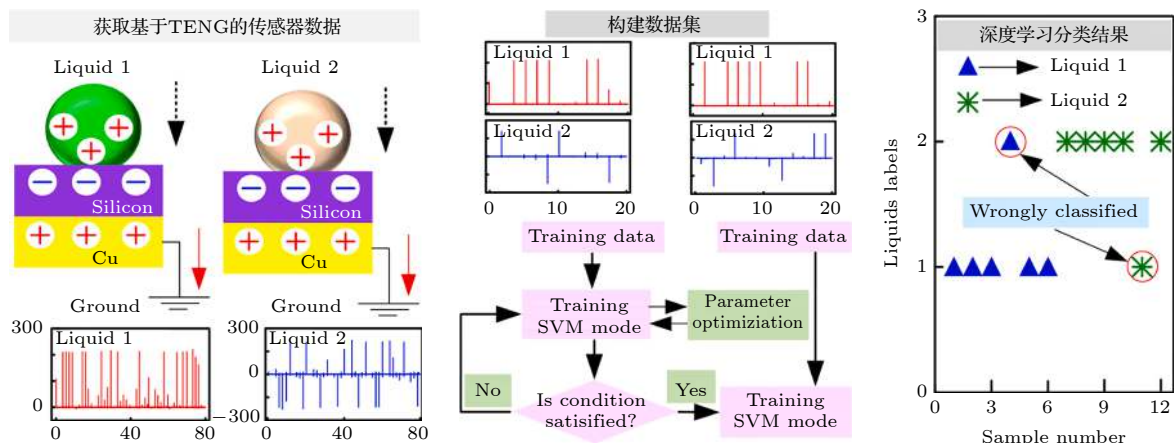 获取基于TENG的传感器数据
Liquid 1
Liquid 2
Silicon
Silicon
Cu
Cu
Ground
Ground
300
Liquid 1
0
0
40
80
300
Liquid 2
0
−300
0
40
80
构建数据集
Liquid 1
Liquid 1
Liquid 2
Liquid 2
0
10
20
0
10
20
Training data
Training data
Training
SVM mode
Parameter
optimiziation
No
Is condition
satisified?
Yes
Training
SVM mode
深度学习分类结果
Liquid 1
Liquid 2
Wrongly classified
Liquids labels
3
2
1
0
0
3
6
9
12
Sample number